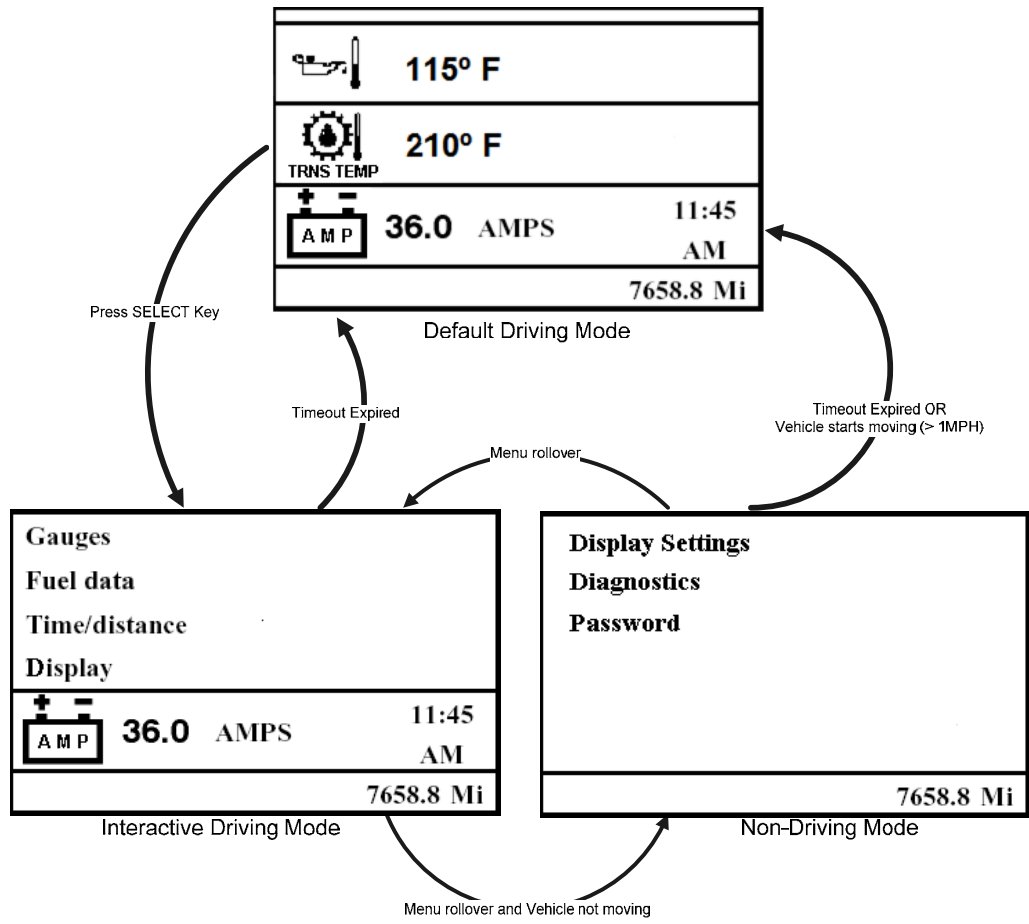 115º F
210º F
TRNS TEMP
+ −
AMP
36.0 AMPS
11:45
AM
7658.8 Mi
Default Driving Mode
Press SELECT Key
Timeout Expired
Timeout Expired OR
Vehicle starts moving (> 1MPH)
Menu rollover
Gauges
Fuel data
Time/distance
Display
+ −
AMP
36.0 AMPS
11:45
AM
7658.8 Mi
Interactive Driving Mode
Display Settings
Diagnostics
Password
7658.8 Mi
Non-Driving Mode
Menu rollover and Vehicle not moving